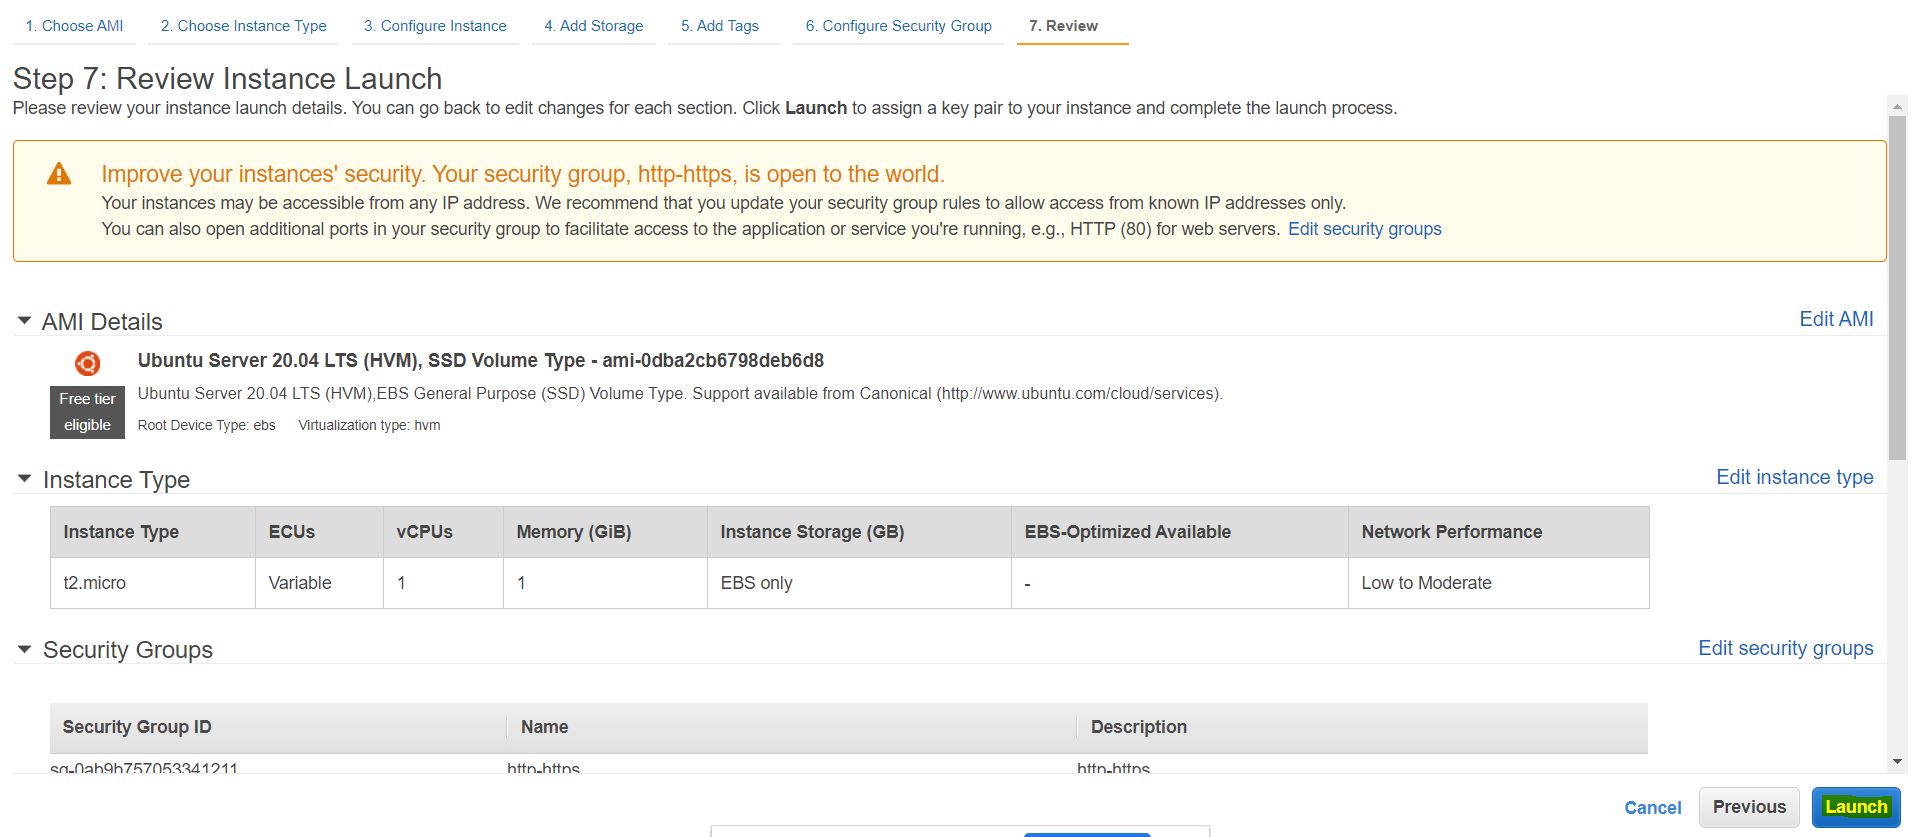 1. Choose AMI 2. Choose Instance Type 3. Configure Instance 4. Add Storage 5. Add Tags 6. Configure Security Group 7. Review
Step 7: Review Instance Launch
Please review your instance launch details. You can go back to edit changes for each section. Click Launch to assign a key pair to your instance and complete the launch process.
Improve your instances' security. Your security group, http-https, is open to the world.
Your instances may be accessible from any IP address. We recommend that you update your security group rules to allow access from known IP addresses only.
You can also open additional ports in your security group to facilitate access to the application or service you're running, e.g., HTTP (80) for web servers. Edit security groups
AMI Details Edit AMI
Ubuntu Server 20.04 LTS (HVM), SSD Volume Type - ami-0dba2cb6798deb6d8
Free tier eligible
Ubuntu Server 20.04 LTS (HVM),EBS General Purpose (SSD) Volume Type. Support available from Canonical (http://www.ubuntu.com/cloud/services).
Root Device Type: ebs Virtualization type: hvm
Instance Type Edit instance type
Instance Type ECUs vCPUs Memory (GiB) Instance Storage (GB) EBS-Optimized Available Network Performance
t2.micro Variable 1 1 EBS only - Low to Moderate
Security Groups Edit security groups
Security Group ID Name Description
sg-0ab9b757053341211 http-https http-https
Cancel Previous Launch